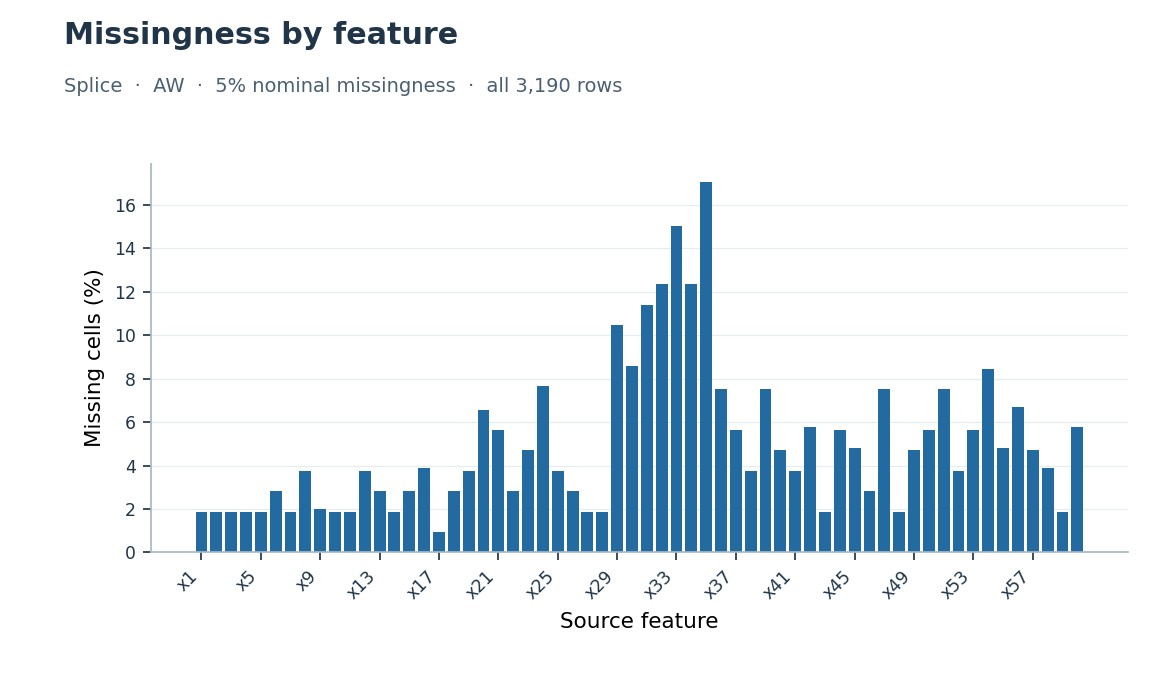 Missingness by feature
Splice · AW · 5% nominal missingness · all 3,190 rows
Missing cells (%)
16
14
12
10
8
6
4
2
0
x1 x5 x9 x13 x17 x21 x25 x29 x33 x37 x41 x45 x49 x53 x57
Source feature